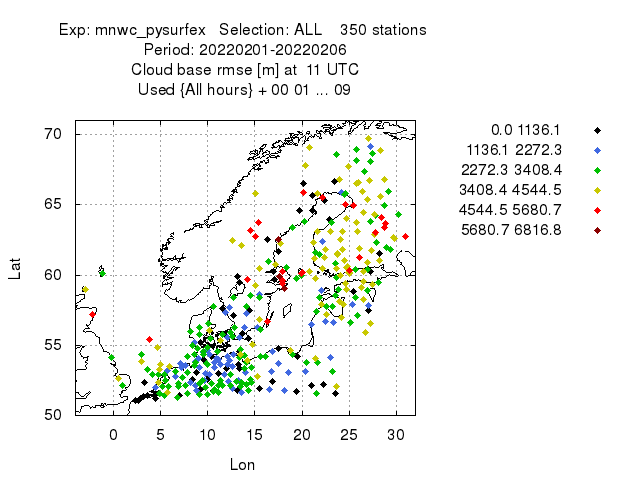 Exp: mnwc_pysurfex Selection: ALL 350 stations
Period: 20220201-20220206
Cloud base rmse [m] at 11 UTC
Used {All hours} + 00 01 ... 09
0.0 1136.1
1136.1 2272.3
2272.3 3408.4
3408.4 4544.5
4544.5 5680.7
5680.7 6816.8
70
65
60
55
50
Lat
0 5 10 15 20 25 30
Lon